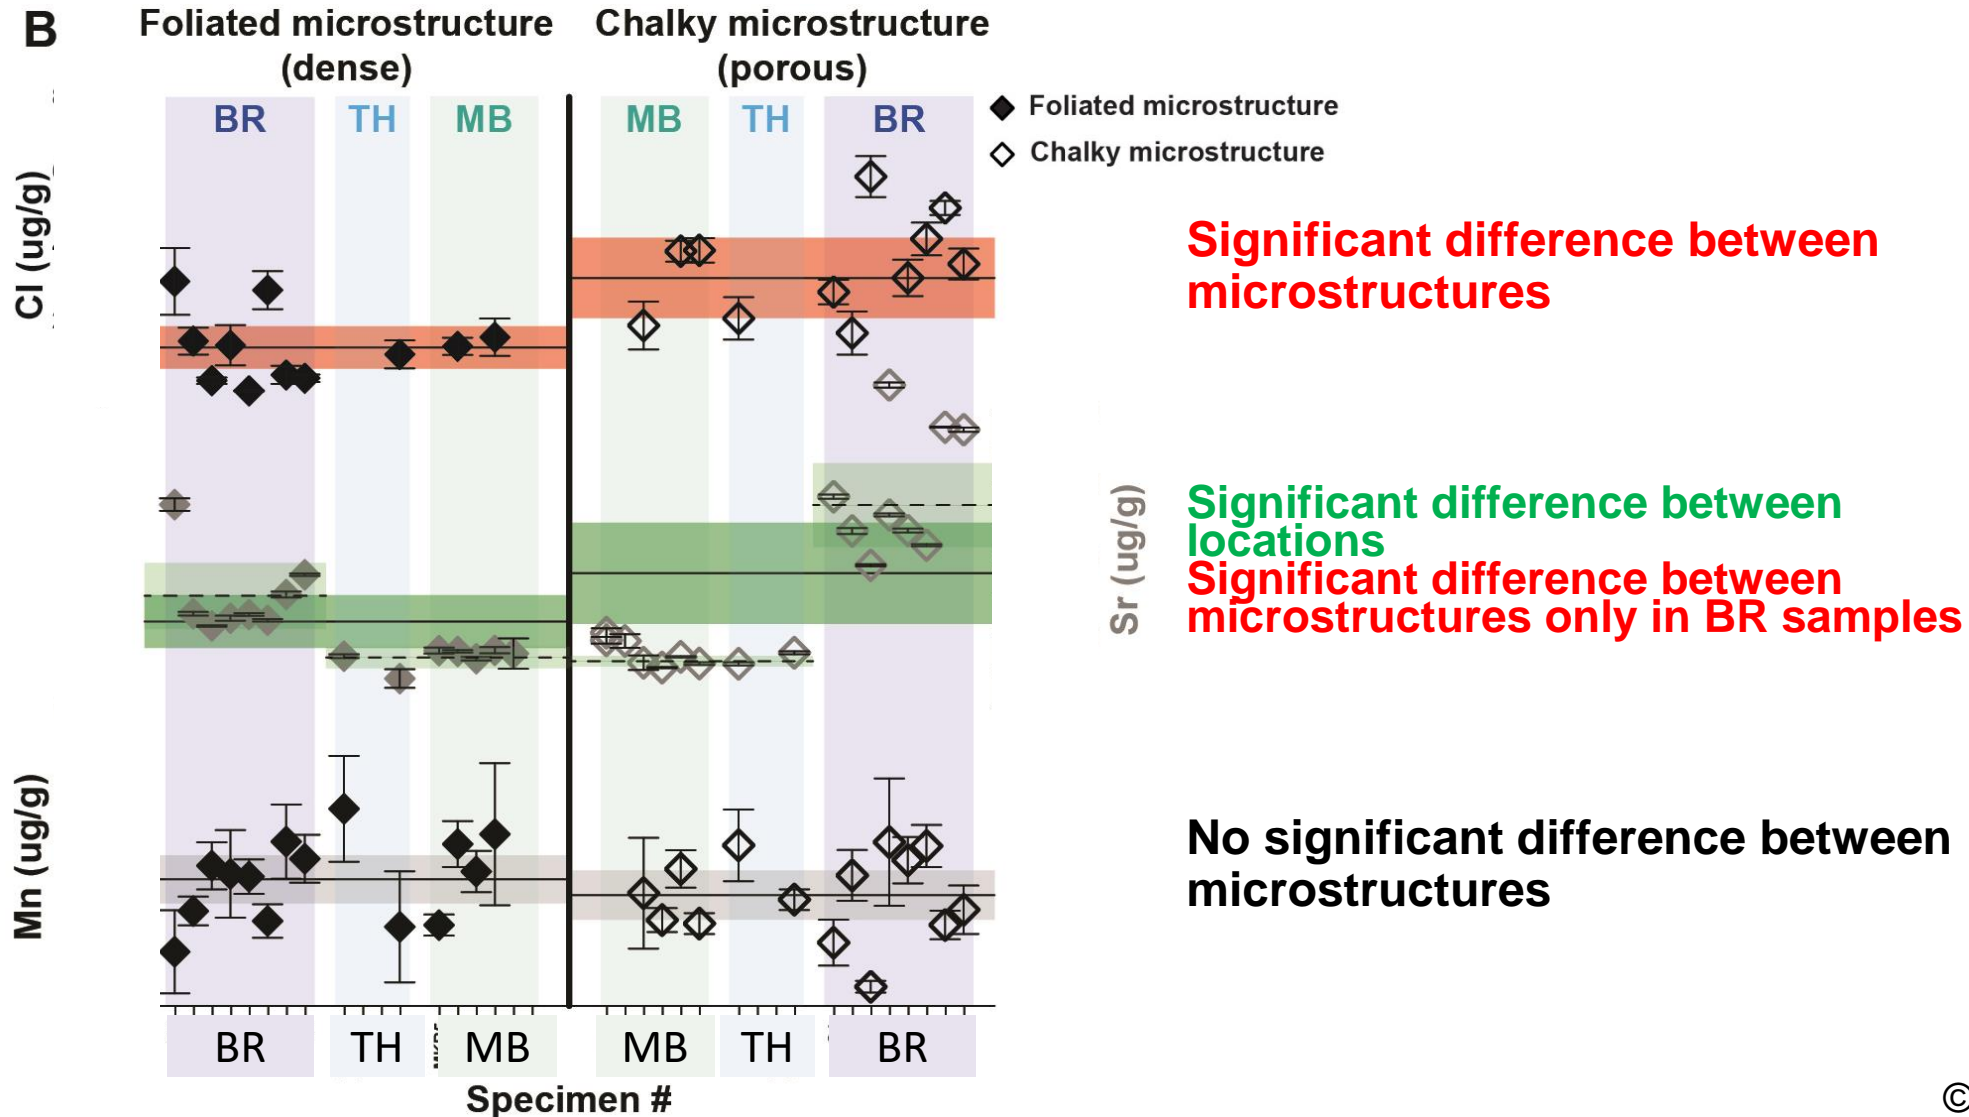 B
Foliated microstructure
(dense)
Chalky microstructure
(porous)
BR
TH
MB
MB
TH
BR
Foliated microstructure
Chalky microstructure
Cl (ug/g)
Significant difference between
microstructures
Sr (ug/g)
Significant difference between
locations
Significant difference between
microstructures only in BR samples
Mn (ug/g)
No significant difference between
microstructures
BR
TH
MB
MB
TH
BR
Specimen #
©